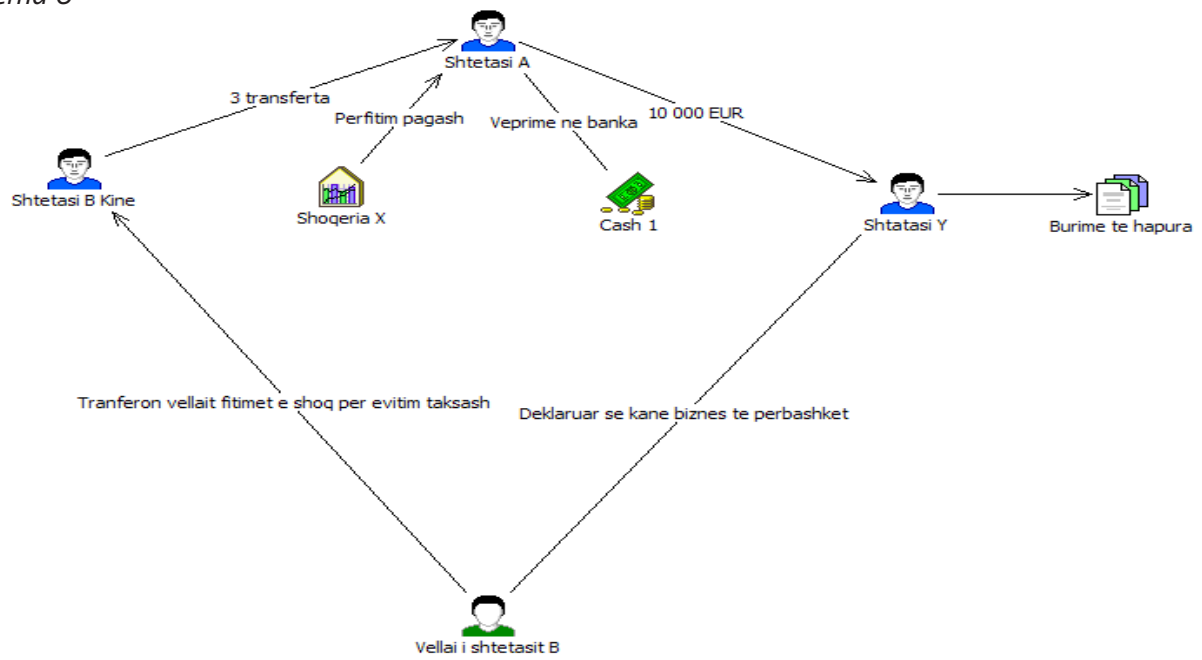 Shtetasi A
3 transferta
Perfitim pagash
Veprime ne banka
10 000 EUR
Shtetasi B Kine
Shoqeria X
Cash 1
Shtatasi Y
Burime te hapura
Tranferon vellait fitimet e shoq per evitim taksash
Deklaruar se kane biznes te perbashket
Vellai i shtetasit B